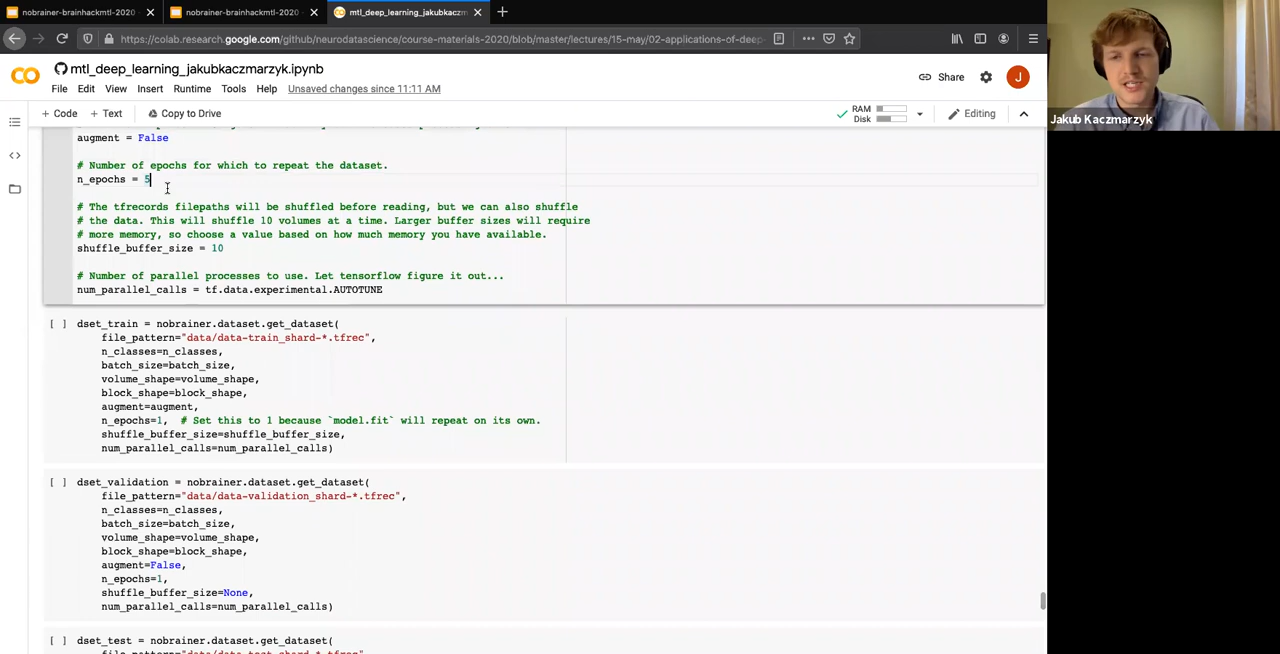 nobrainer-brainhackmtl-2020 -
nobrainer-brainhackmtl-2020 -
mtl_deep_learning_jakubkaczm
https://colab.research.google.com/github/neurodatascience/course-materials-2020/blob/master/lectures/15-may/02-applications-of-deep-
mtl_deep_learning_jakubkaczmarzyk.ipynb
Share
J
File Edit View Insert Runtime Tools Help Unsaved changes since 11:11 AM
+ Code + Text Copy to Drive
RAM
Disk
Editing
augment = False
# Number of epochs for which to repeat the dataset.
n_epochs = 5
# The tfrecords filepaths will be shuffled before reading, but we can also shuffle
# the data. This will shuffle 10 volumes at a time. Larger buffer sizes will require
# more memory, so choose a value based on how much memory you have available.
shuffle_buffer_size = 10
# Number of parallel processes to use. Let tensorflow figure it out...
num_parallel_calls = tf.data.experimental.AUTOTUNE
[ ] dset_train = nobrainer.dataset.get_dataset(
file_pattern="data/data-train_shard-*.tfrec",
n_classes=n_classes,
batch_size=batch_size,
volume_shape=volume_shape,
block_shape=block_shape,
augment=augment,
n_epochs=1, # Set this to 1 because `model.fit` will repeat on its own.
shuffle_buffer_size=shuffle_buffer_size,
num_parallel_calls=num_parallel_calls)
[ ] dset_validation = nobrainer.dataset.get_dataset(
file_pattern="data/data-validation_shard-*.tfrec",
n_classes=n_classes,
batch_size=batch_size,
volume_shape=volume_shape,
block_shape=block_shape,
augment=False,
n_epochs=1,
shuffle_buffer_size=None,
num_parallel_calls=num_parallel_calls)
[ ] dset_test = nobrainer.dataset.get_dataset(
file_pattern="data/data-test_shard-*.tfrec",
Jakub Kaczmarzyk